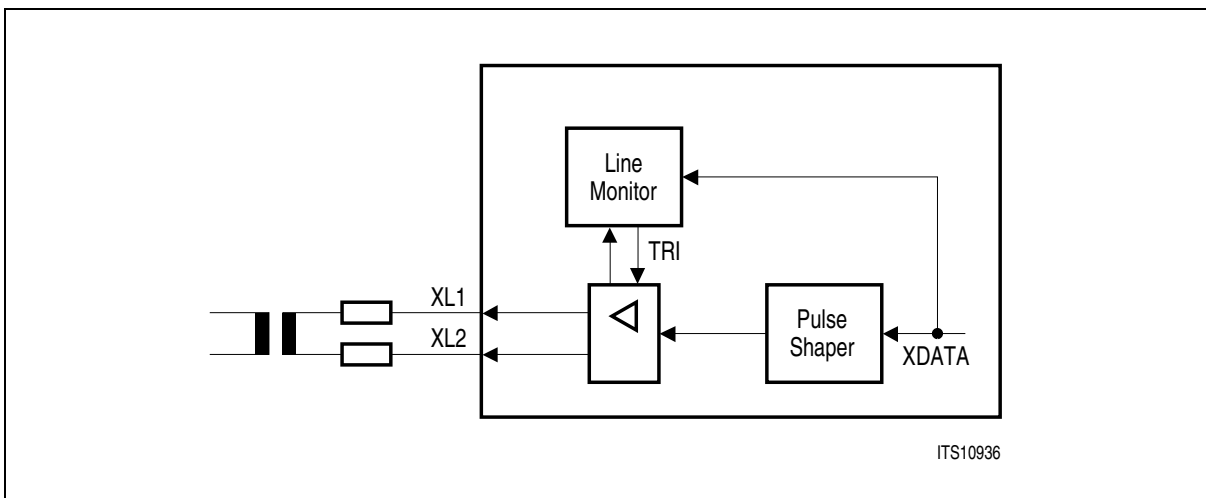 Line
Monitor
TRI
XL1
XL2
Pulse
Shaper
XDATA
ITS10936